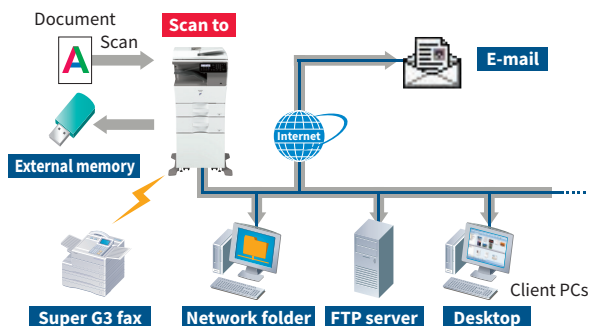 Document
Scan to
Scan
A
E-mail
Internet
External memory
Client PCs
Super G3 fax
Network folder
FTP server
Desktop